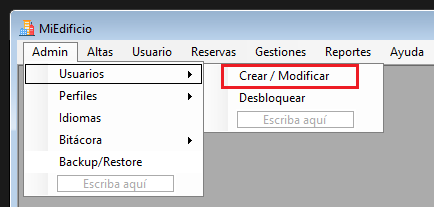 MiEdificio
Admin Altas Usuario Reservas Gestiones Reportes Ayuda
Usuarios
Perfiles
Idiomas
Bitácora
Backup/Restore
Escriba aquí
Crear / Modificar
Desbloquear
Escriba aquí